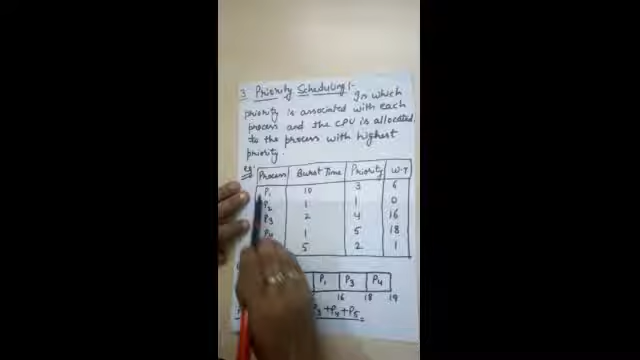 3 Priority Scheduling :- In which
priority is associated with each
process and the CPU is allocated
to the process with highest
priority.
eg:
Process Burst Time Priority W.T
P1 10 3 6
P2 1 1 0
P3 2 4 16
P4 1 5 18
5 2 1
P1 P3 P4
16 18 19
P3 + P4 + P5 =